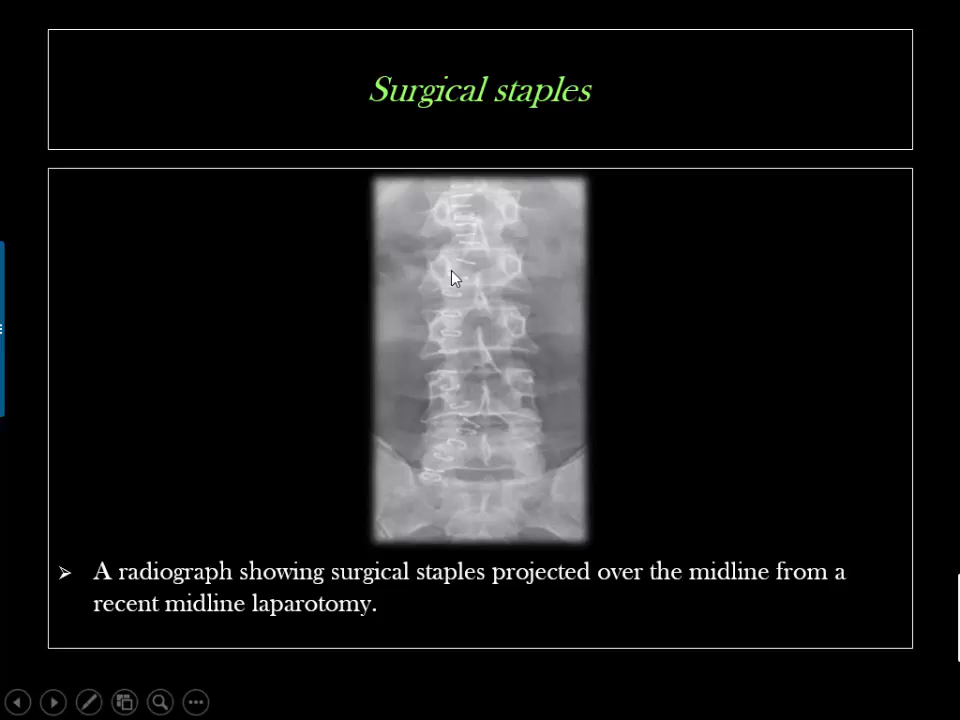 Surgical staples
➢ A radiograph showing surgical staples projected over the midline from a
recent midline laparotomy.